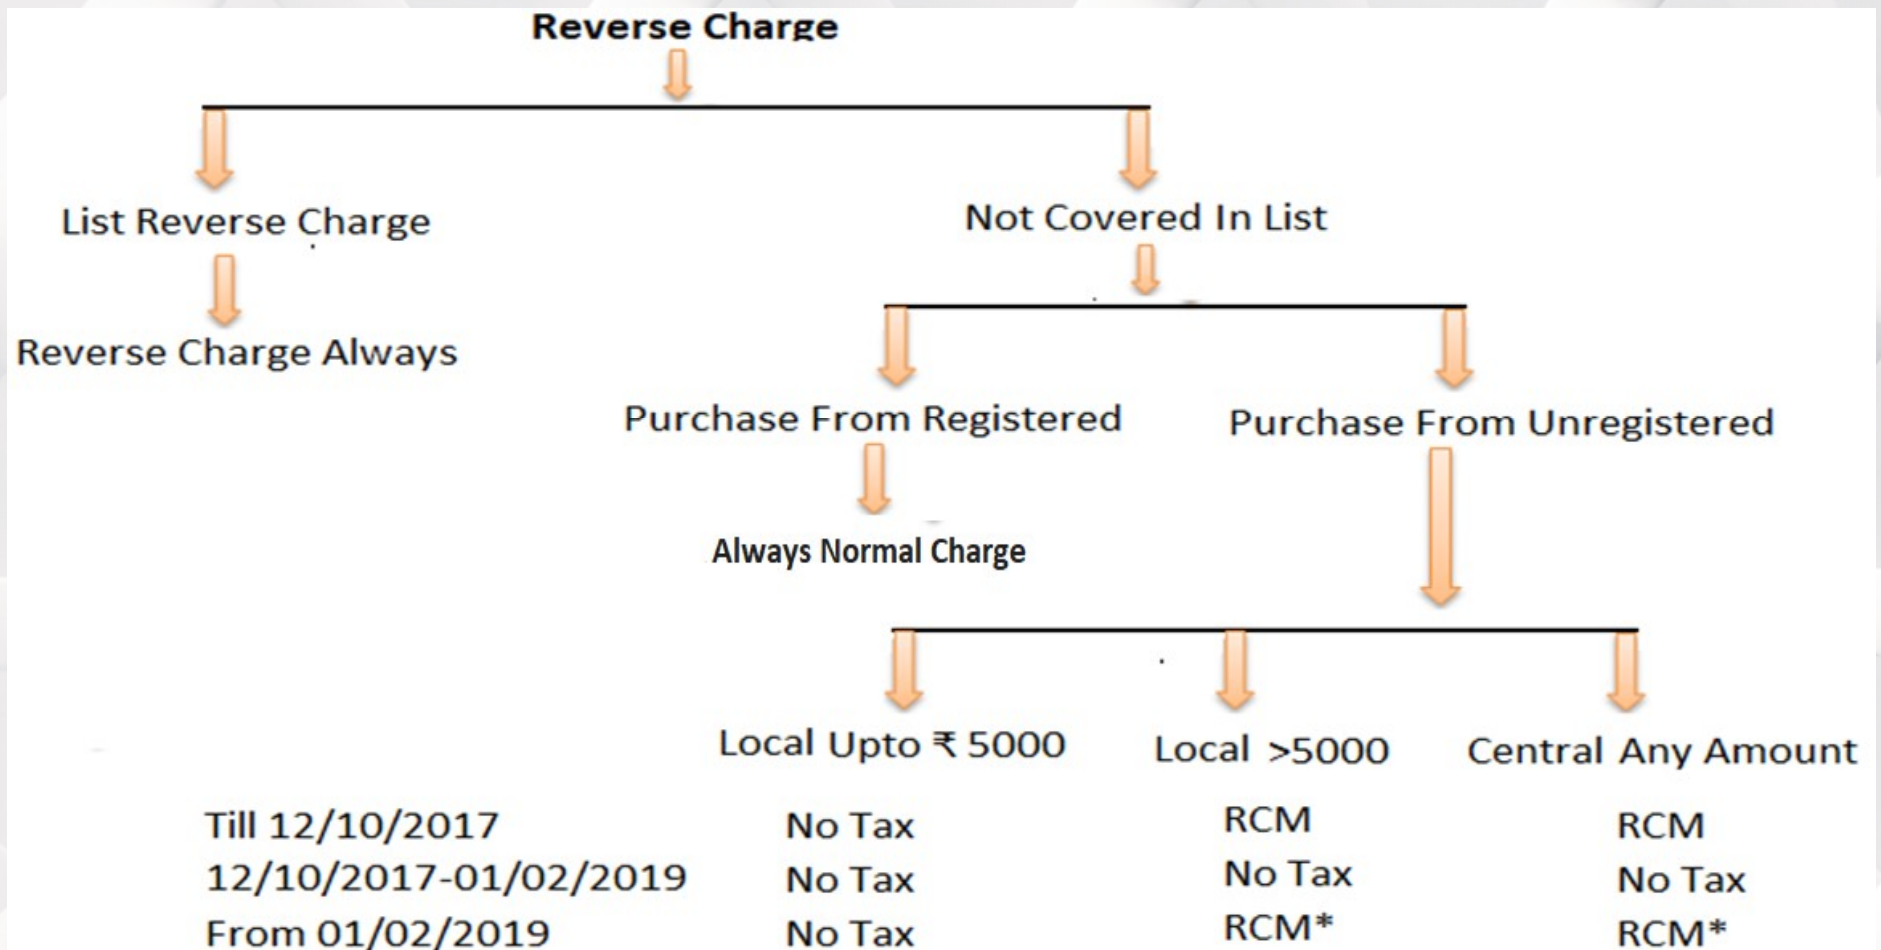 Reverse Charge
List Reverse Charge
Not Covered In List
Reverse Charge Always
Purchase From Registered
Purchase From Unregistered
Always Normal Charge
Local Upto ₹ 5000
Local >5000
Central Any Amount
Till 12/10/2017 No Tax RCM RCM
12/10/2017-01/02/2019 No Tax No Tax No Tax
From 01/02/2019 No Tax RCM* RCM*